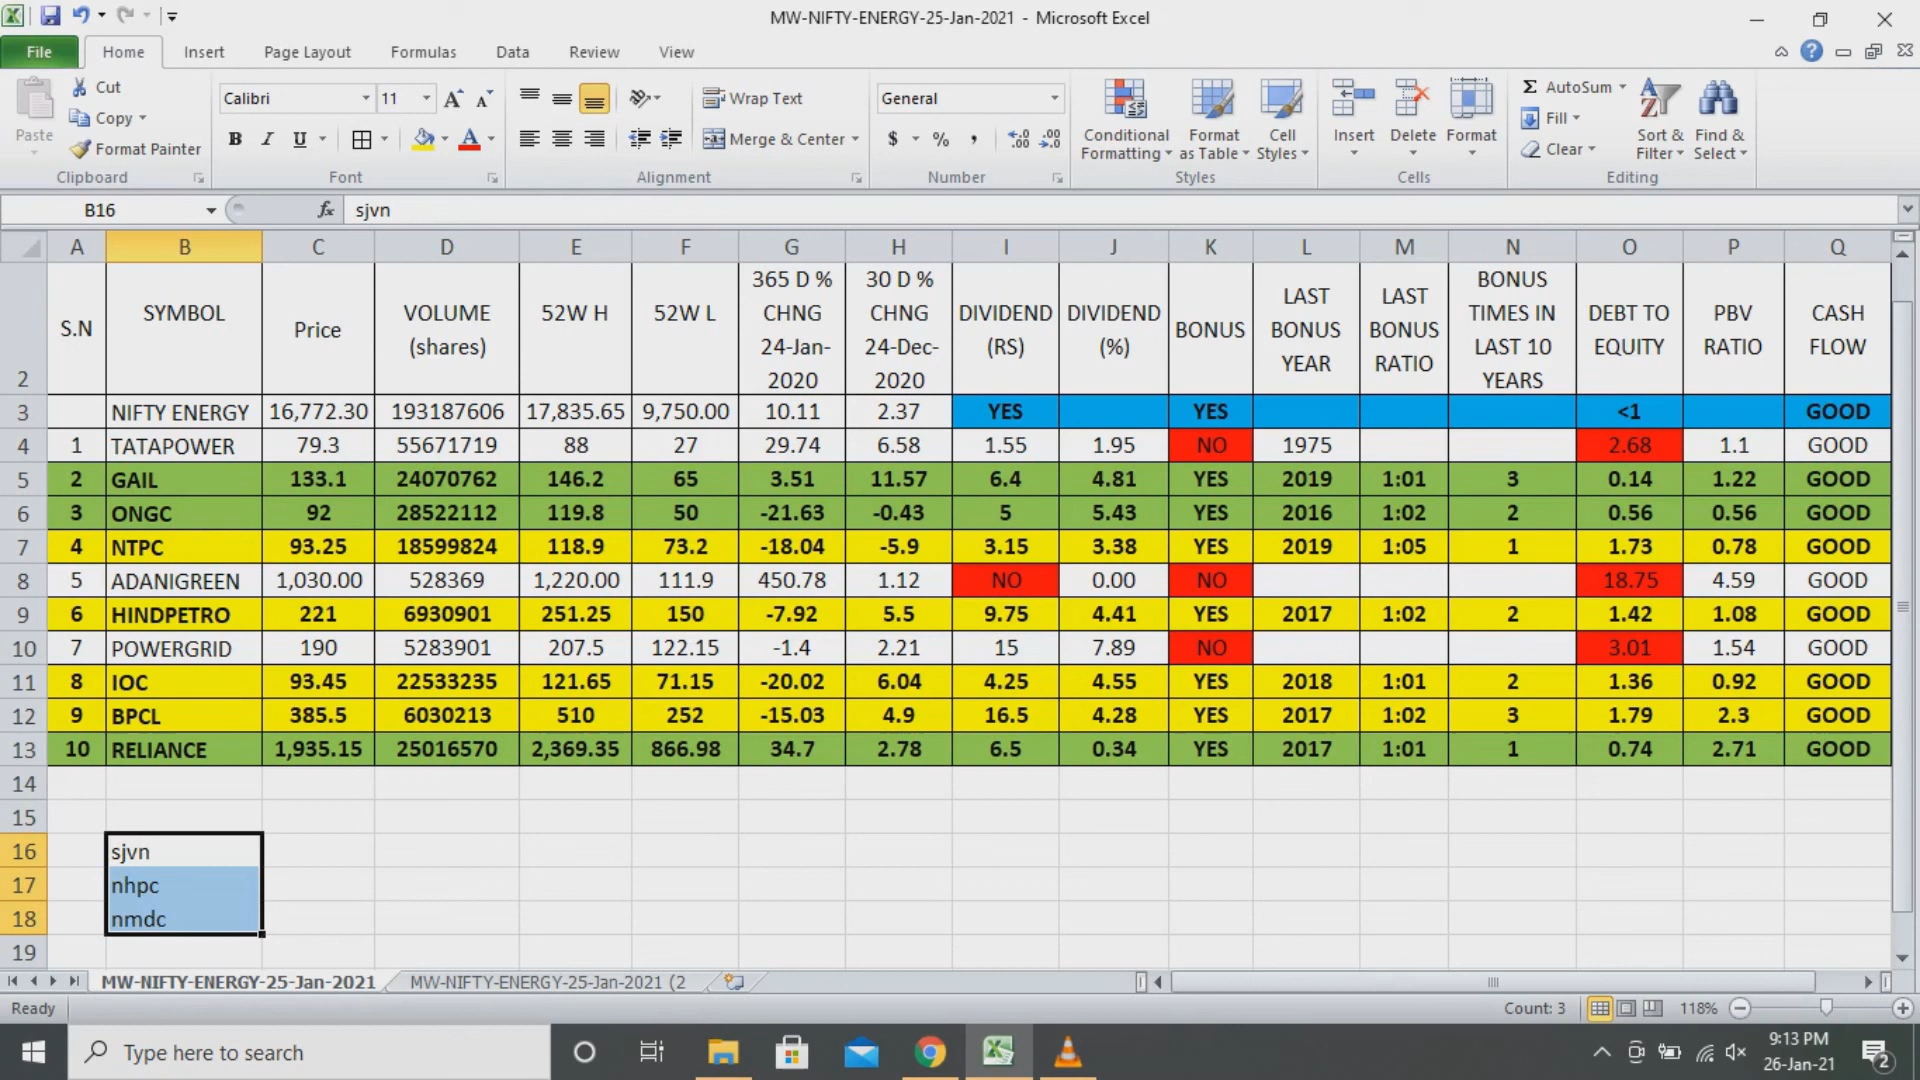 MW-NIFTY-ENERGY-25-Jan-2021 - Microsoft Excel
File Home Insert Page Layout Formulas Data Review View
Paste
Cut
Copy
Format Painter
Clipboard
Calibri 11
B I U
Font
Wrap Text
Merge & Center
Alignment
General
$ % ,
Number
Conditional Formatting
Format as Table
Cell Styles
Styles
Insert Delete Format
Cells
Σ AutoSum
Fill
Clear
Sort & Filter
Find & Select
Editing
B16 fx sjvn
A B C D E F G H I J K L M N O P Q
2 S.N SYMBOL Price VOLUME (shares) 52W H 52W L 365 D % CHNG 24-Jan-2020 30 D % CHNG 24-Dec-2020 DIVIDEND (RS) DIVIDEND (%) BONUS LAST BONUS YEAR LAST BONUS RATIO BONUS TIMES IN LAST 10 YEARS DEBT TO EQUITY PBV RATIO CASH FLOW
3 NIFTY ENERGY 16,772.30 193187606 17,835.65 9,750.00 10.11 2.37 YES YES <1 GOOD
4 1 TATAPOWER 79.3 55671719 88 27 29.74 6.58 1.55 1.95 NO 1975 2.68 1.1 GOOD
5 2 GAIL 133.1 24070762 146.2 65 3.51 11.57 6.4 4.81 YES 2019 1:01 3 0.14 1.22 GOOD
6 3 ONGC 92 28522112 119.8 50 -21.63 -0.43 5 5.43 YES 2016 1:02 2 0.56 0.56 GOOD
7 4 NTPC 93.25 18599824 118.9 73.2 -18.04 -5.9 3.15 3.38 YES 2019 1:05 1 1.73 0.78 GOOD
8 5 ADANIGREEN 1,030.00 528369 1,220.00 111.9 450.78 1.12 NO 0.00 NO 18.75 4.59 GOOD
9 6 HINDPETRO 221 6930901 251.25 150 -7.92 5.5 9.75 4.41 YES 2017 1:02 2 1.42 1.08 GOOD
10 7 POWERGRID 190 5283901 207.5 122.15 -1.4 2.21 15 7.89 NO 3.01 1.54 GOOD
11 8 IOC 93.45 22533235 121.65 71.15 -20.02 6.04 4.25 4.55 YES 2018 1:01 2 1.36 0.92 GOOD
12 9 BPCL 385.5 6030213 510 252 -15.03 4.9 16.5 4.28 YES 2017 1:02 3 1.79 2.3 GOOD
13 10 RELIANCE 1,935.15 25016570 2,369.35 866.98 34.7 2.78 6.5 0.34 YES 2017 1:01 1 0.74 2.71 GOOD
14
15
16 sjvn
17 nhpc
18 nmdc
19
MW-NIFTY-ENERGY-25-Jan-2021 MW-NIFTY-ENERGY-25-Jan-2021 (2
Ready Count: 3 118%
Type here to search
9:13 PM
26-Jan-21
2